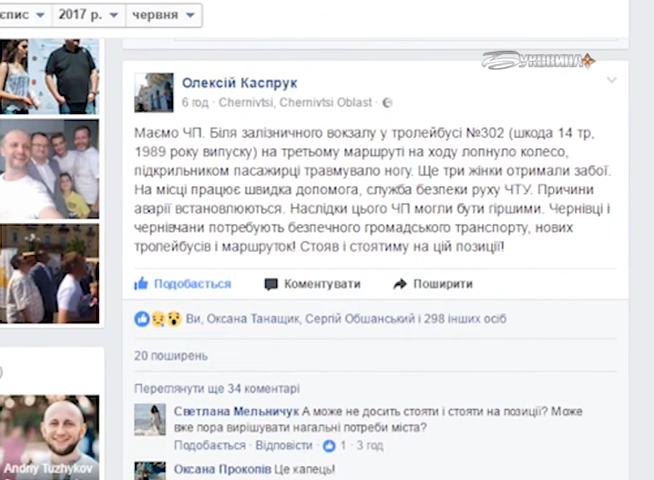 єпис
2017 р.
червня
БУКОВИНА
Олексій Каспрук
6 год · Chernivtsi, Chernivtsi Oblast ·
Маємо ЧП. Біля залізничного вокзалу у тролейбусі №302 (шкода 14 тр,
1989 року випуску) на третьому маршруті на ходу лопнуло колесо,
підкрильником пасажирці травмувало ногу. Ще три жінки отримали забої.
На місці працює швидка допомога, служба безпеки руху ЧТУ. Причини
аварії встановлюються. Наслідки цього ЧП могли бути гіршими. Чернівці і
чернівчани потребують безпечного громадського транспорту, нових
тролейбусів і маршруток! Стояв і стоятиму на цій позиції!
Подобається
Коментувати
Поширити
Ви, Оксана Танащик, Сергій Обшанський і 298 інших осіб
20 поширень
Переглянути ще 34 коментарі
Светлана Мельничук А може не досить стояти і стояти на позиції? Може
вже пора вирішувати нагальні потреби міста?
Подобається · Відповісти · 1 · 3 год
Оксана Прокопів Це капець!
)
Andriy Tuzhykov